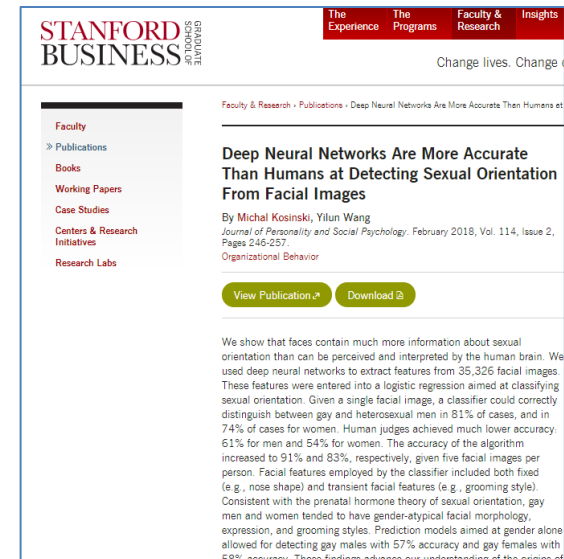 STANFORD
BUSINESS
GRADUATE
SCHOOL OF
The Experience
The Programs
Faculty & Research
Insights
Change lives. Change
Faculty
» Publications
Books
Working Papers
Case Studies
Centers & Research
Initiatives
Research Labs
Faculty & Research › Publications › Deep Neural Networks Are More Accurate Than Humans at
Deep Neural Networks Are More Accurate
Than Humans at Detecting Sexual Orientation
From Facial Images
By Michal Kosinski, Yilun Wang
Journal of Personality and Social Psychology. February 2018, Vol. 114, Issue 2,
Pages 246-257.
Organizational Behavior
View Publication
Download
We show that faces contain much more information about sexual
orientation than can be perceived and interpreted by the human brain. We
used deep neural networks to extract features from 35,326 facial images.
These features were entered into a logistic regression aimed at classifying
sexual orientation. Given a single facial image, a classifier could correctly
distinguish between gay and heterosexual men in 81% of cases, and in
74% of cases for women. Human judges achieved much lower accuracy:
61% for men and 54% for women. The accuracy of the algorithm
increased to 91% and 83%, respectively, given five facial images per
person. Facial features employed by the classifier included both fixed
(e.g., nose shape) and transient facial features (e.g., grooming style).
Consistent with the prenatal hormone theory of sexual orientation, gay
men and women tended to have gender-atypical facial morphology,
expression, and grooming styles. Prediction models aimed at gender alone
allowed for detecting gay males with 57% accuracy and gay females with
58% accuracy. These findings advance our understanding of the origins of